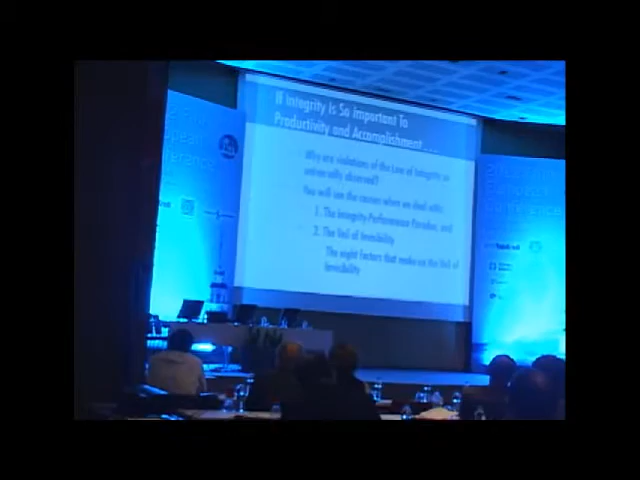 If Integrity Is So Important To
Productivity and Accomplishment....
Why are violations of the Law of Integrity so
universally observed?
You will see the causes when we deal with:
1. The Integrity-Performance Paradox, and
2. The Veil of Invisibility
The eight factors that make up the Veil of
Invisibility